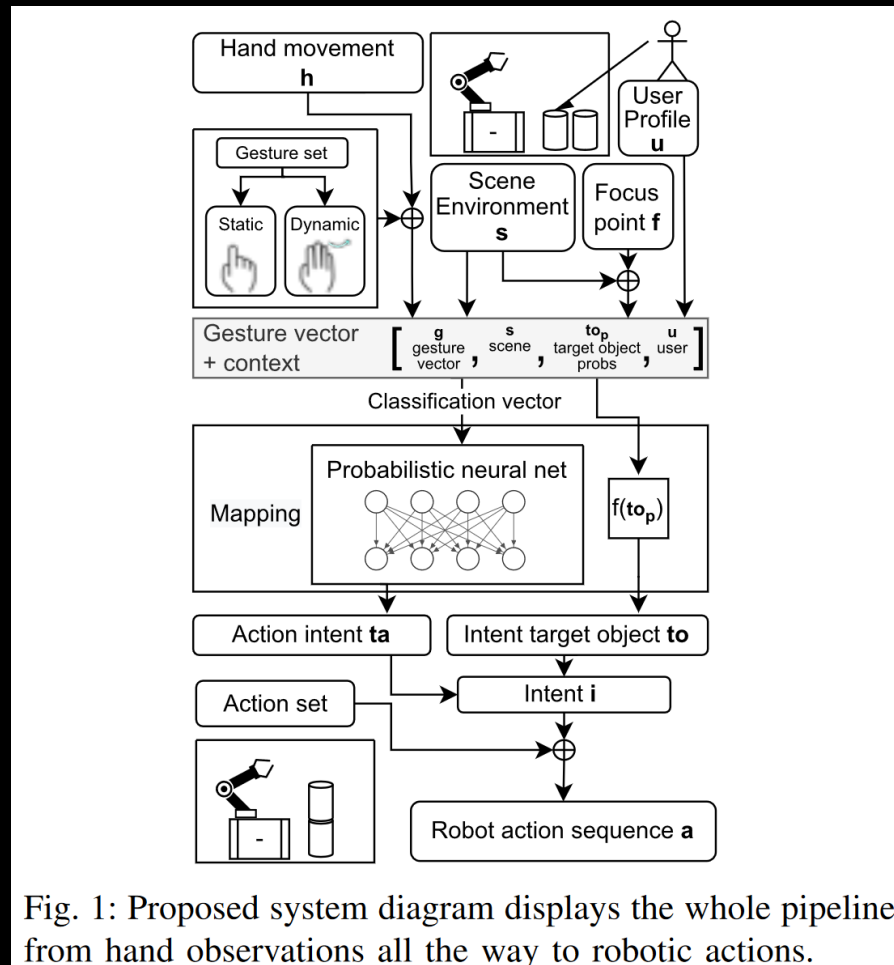 Hand movement
h
User
Profile
u
Gesture set
Static
Dynamic
Scene
Environment
s
Focus
point f
Gesture vector
+ context
[ g gesture vector , s scene , to_p target object probs , u user ]
Classification vector
Mapping
Probabilistic neural net
f(to_p)
Action intent ta
Intent target object to
Action set
Intent i
Robot action sequence a
Fig. 1: Proposed system diagram displays the whole pipeline
from hand observations all the way to robotic actions.